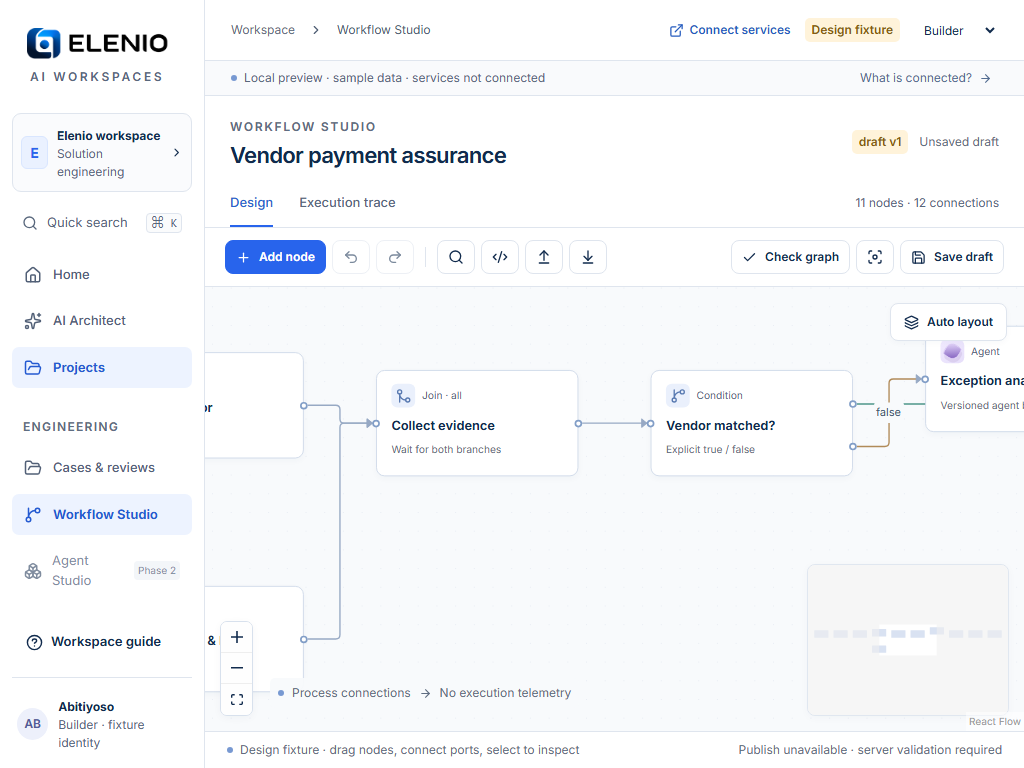 ELENIO
AI WORKSPACES
E
Elenio workspace
Solution
engineering
Quick search
⌘ K
Home
AI Architect
Projects
ENGINEERING
Cases & reviews
Workflow Studio
Agent
Studio
Phase 2
Workspace guide
AB
Abitiyoso
Builder · fixture
identity
Workspace > Workflow Studio
Connect services
Design fixture
Builder
Local preview · sample data · services not connected
What is connected? →
WORKFLOW STUDIO
Vendor payment assurance
draft v1
Unsaved draft
Design
Execution trace
11 nodes · 12 connections
+ Add node
</>
Check graph
Save draft
Auto layout
Join · all
Collect evidence
Wait for both branches
Condition
Vendor matched?
Explicit true / false
false
Agent
Exception
Versioned agent
&
Process connections → No execution telemetry
React Flow
Design fixture · drag nodes, connect ports, select to inspect
Publish unavailable · server validation required